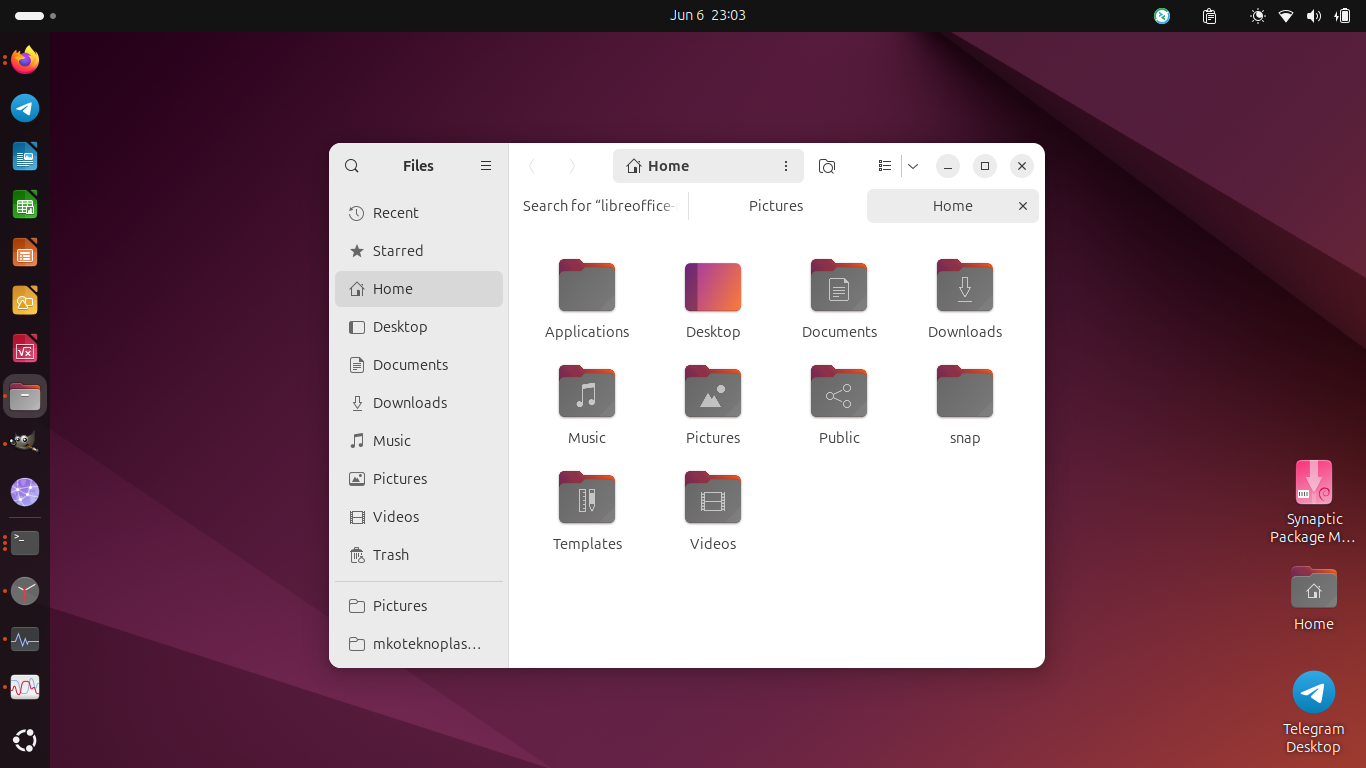 Jun 6 23:03
Files
Home
Search for “libreoffice-
Pictures
Home
Recent
Starred
Home
Desktop
Documents
Downloads
Music
Pictures
Videos
Trash
Pictures
mkoteknoplas…
Applications
Desktop
Documents
Downloads
Music
Pictures
Public
snap
Templates
Videos
Synaptic
Package M…
Home
Telegram
Desktop